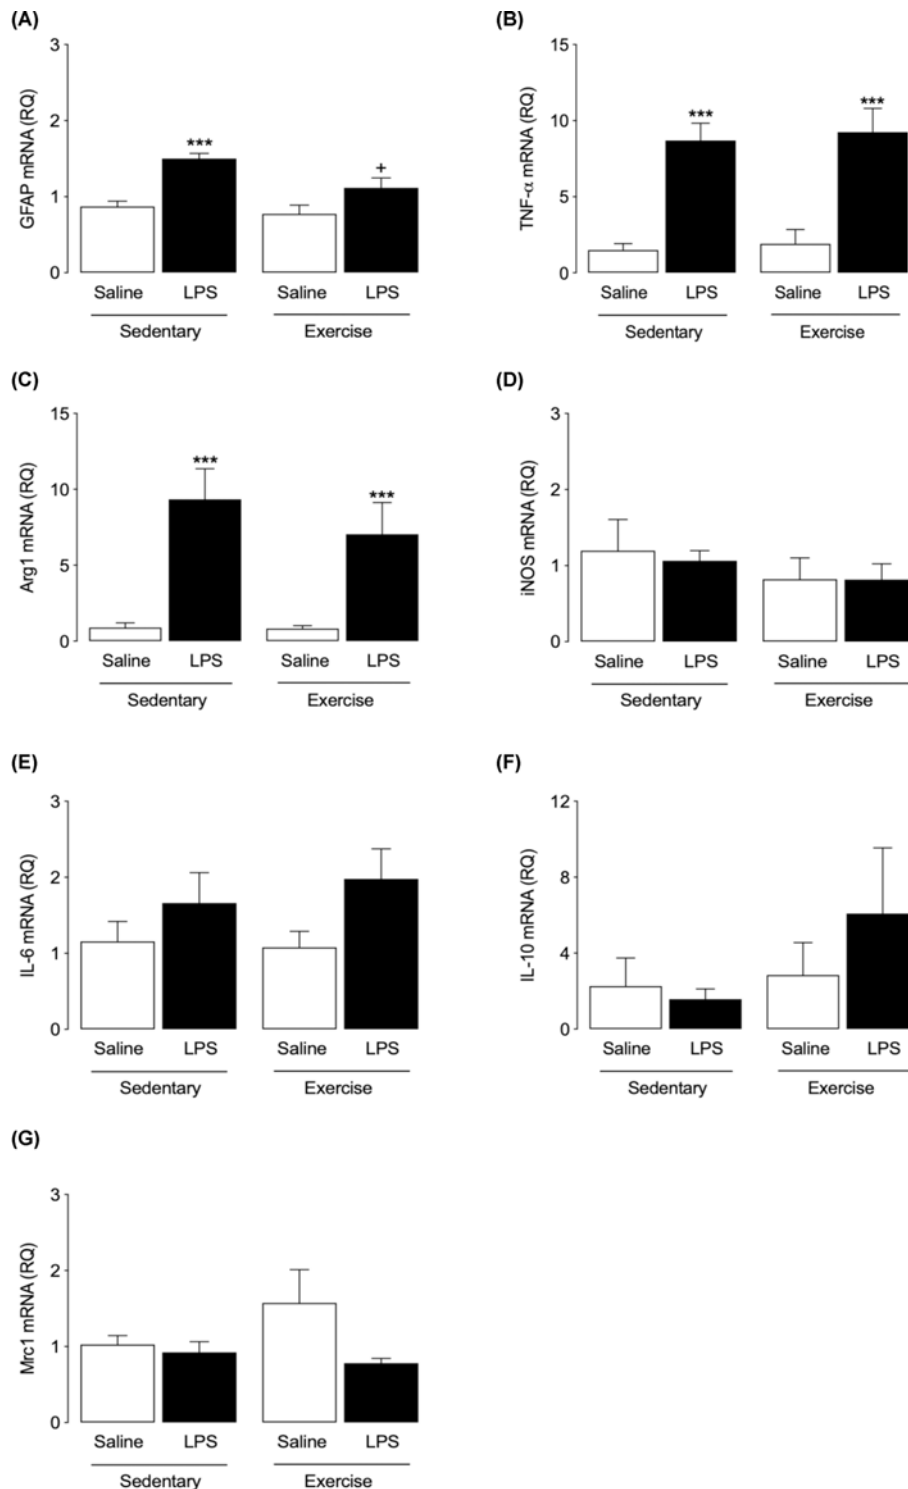 (A)
GFAP mRNA (RQ)
3
2
1
0
***
+
Saline LPS Saline LPS
Sedentary Exercise
(B)
TNF-α mRNA (RQ)
15
10
5
0
***
***
Saline LPS Saline LPS
Sedentary Exercise
(C)
Arg1 mRNA (RQ)
15
10
5
0
***
***
Saline LPS Saline LPS
Sedentary Exercise
(D)
iNOS mRNA (RQ)
3
2
1
0
Saline LPS Saline LPS
Sedentary Exercise
(E)
IL-6 mRNA (RQ)
3
2
1
0
Saline LPS Saline LPS
Sedentary Exercise
(F)
IL-10 mRNA (RQ)
12
8
4
0
Saline LPS Saline LPS
Sedentary Exercise
(G)
Mrc1 mRNA (RQ)
3
2
1
0
Saline LPS Saline LPS
Sedentary Exercise